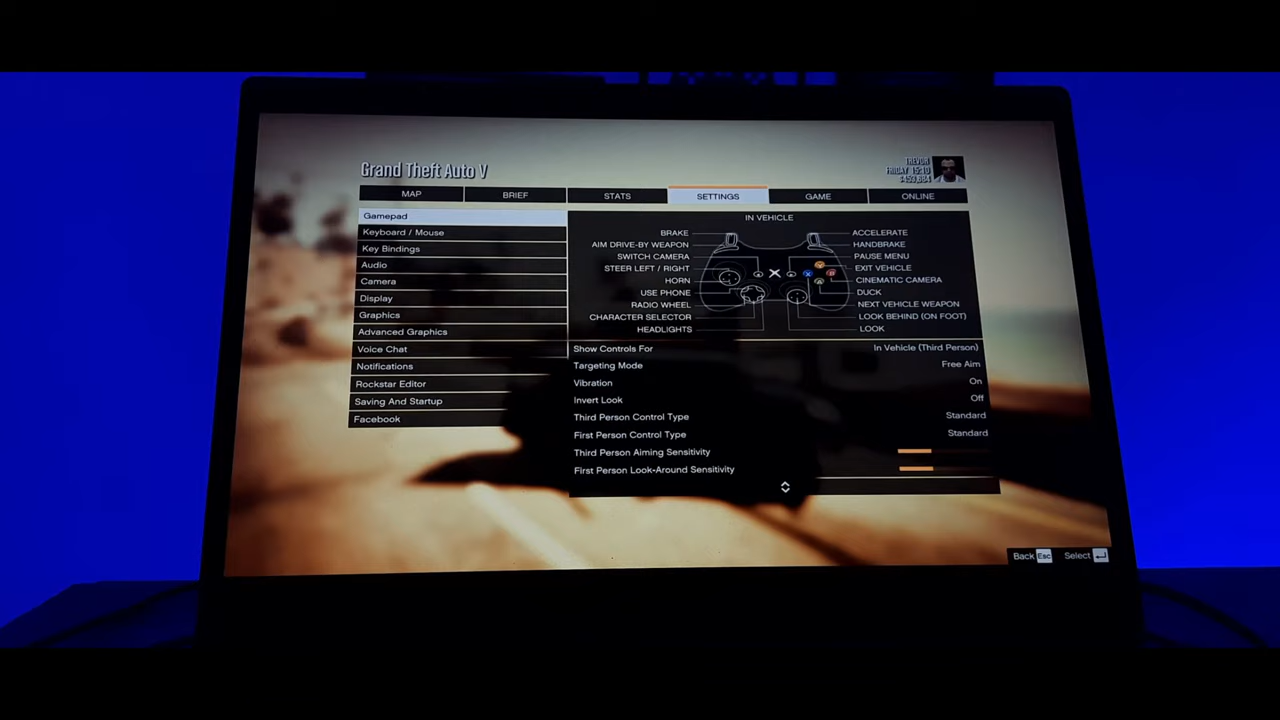 Grand Theft Auto V
TREVOR
FRIDAY 15:10
MAP
BRIEF
STATS
SETTINGS
GAME
ONLINE
Gamepad
Keyboard / Mouse
Key Bindings
Audio
Camera
Display
Graphics
Advanced Graphics
Voice Chat
Notifications
Rockstar Editor
Saving And Startup
Facebook
IN VEHICLE
BRAKE
AIM DRIVE-BY WEAPON
SWITCH CAMERA
STEER LEFT / RIGHT
HORN
USE PHONE
RADIO WHEEL
CHARACTER SELECTOR
HEADLIGHTS
ACCELERATE
HANDBRAKE
PAUSE MENU
EXIT VEHICLE
CINEMATIC CAMERA
DUCK
NEXT VEHICLE WEAPON
LOOK BEHIND (ON FOOT)
LOOK
Show Controls For In Vehicle (Third Person)
Targeting Mode Free Aim
Vibration On
Invert Look Off
Third Person Control Type Standard
First Person Control Type Standard
Third Person Aiming Sensitivity
First Person Look-Around Sensitivity
Back Esc Select